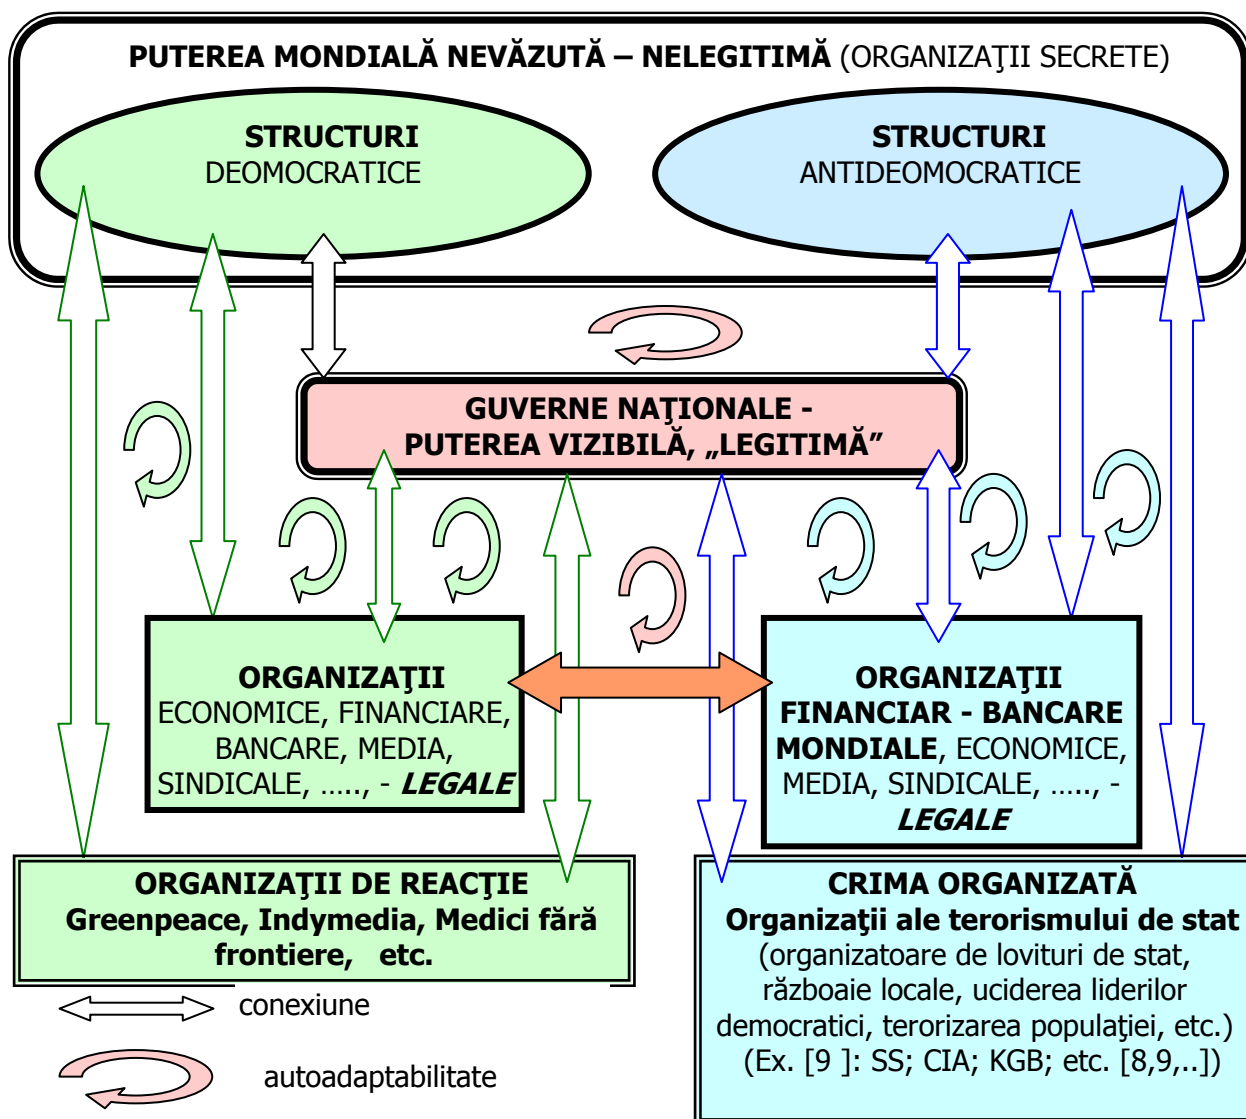 PUTEREA MONDIALĂ NEVĂZUTĂ – NELEGITIMĂ (ORGANIZAŢII SECRETE)
STRUCTURI
DEOMOCRATICE
STRUCTURI
ANTIDEOMOCRATICE
GUVERNE NAŢIONALE -
PUTEREA VIZIBILĂ, „LEGITIMĂ”
ORGANIZAŢII
ECONOMICE, FINANCIARE,
BANCARE, MEDIA,
SINDICALE, ….., - LEGALE
ORGANIZAŢII
FINANCIAR - BANCARE
MONDIALE, ECONOMICE,
MEDIA, SINDICALE, ….., -
LEGALE
ORGANIZAŢII DE REACŢIE
Greenpeace, Indymedia, Medici fără
frontiere, etc.
CRIMA ORGANIZATĂ
Organizaţii ale terorismului de stat
(organizatoare de lovituri de stat,
războaie locale, uciderea liderilor
democratici, terorizarea populaţiei, etc.)
(Ex. [9 ]: SS; CIA; KGB; etc. [8,9,..])
conexiune
autoadaptabilitate